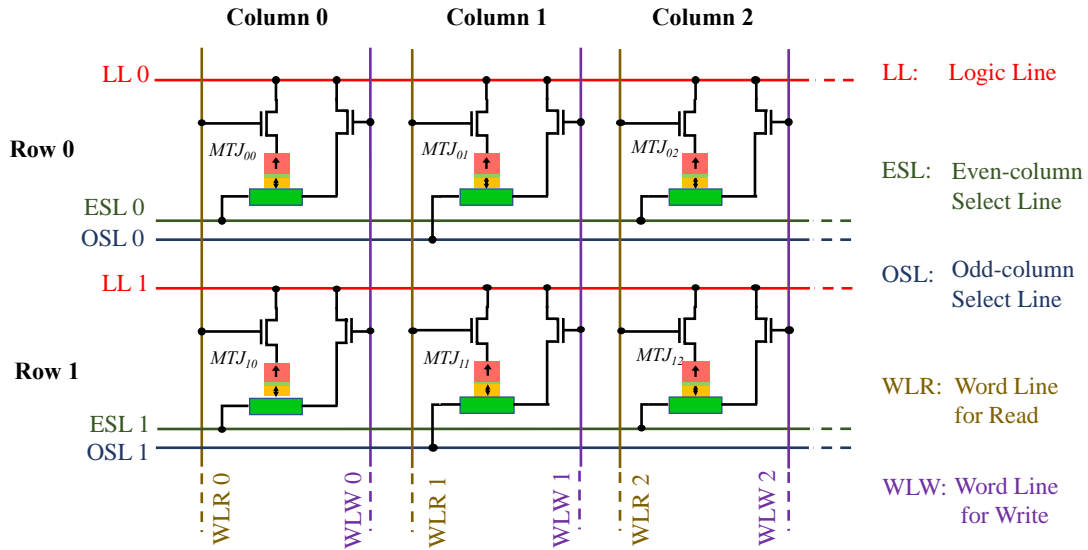 Column 0
Column 1
Column 2
LL 0
LL: Logic Line
MTJ00
MTJ01
MTJ02
Row 0
ESL: Even-column
Select Line
ESL 0
OSL 0
OSL: Odd-column
Select Line
LL 1
MTJ10
MTJ11
MTJ12
Row 1
WLR: Word Line
for Read
ESL 1
OSL 1
WLR 0
WLW 0
WLR 1
WLW 1
WLR 2
WLW 2
WLW: Word Line
for Write